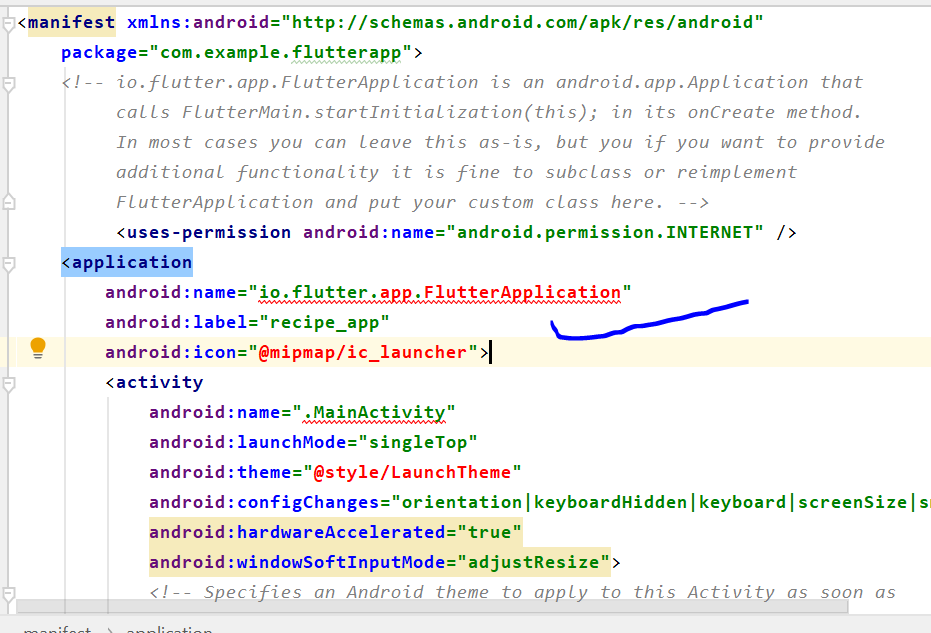 <manifest xmlns:android="http://schemas.android.com/apk/res/android"
package="com.example.flutterapp">
<!-- io.flutter.app.FlutterApplication is an android.app.Application that
calls FlutterMain.startInitialization(this); in its onCreate method.
In most cases you can leave this as-is, but you if you want to provide
additional functionality it is fine to subclass or reimplement
FlutterApplication and put your custom class here. -->
<uses-permission android:name="android.permission.INTERNET" />
<application
android:name="io.flutter.app.FlutterApplication"
android:label="recipe_app"
android:icon="@mipmap/ic_launcher">
<activity
android:name=".MainActivity"
android:launchMode="singleTop"
android:theme="@style/LaunchTheme"
android:configChanges="orientation|keyboardHidden|keyboard|screenSize|s
android:hardwareAccelerated="true"
android:windowSoftInputMode="adjustResize">
<!-- Specifies an Android theme to apply to this Activity as soon as
manifest > application